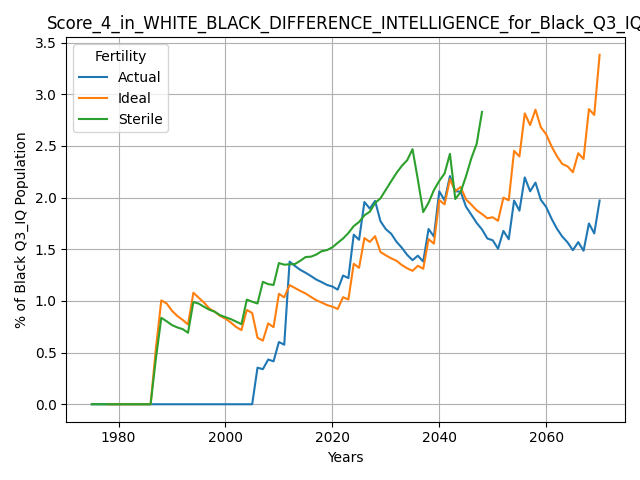 Score_4_in_WHITE_BLACK_DIFFERENCE_INTELLIGENCE_for_Black_Q3_IQ
3.5
3.0
2.5
2.0
1.5
1.0
0.5
0.0
% of Black Q3_IQ Population
Fertility
Actual
Ideal
Sterile
1980
2000
2020
2040
2060
Years